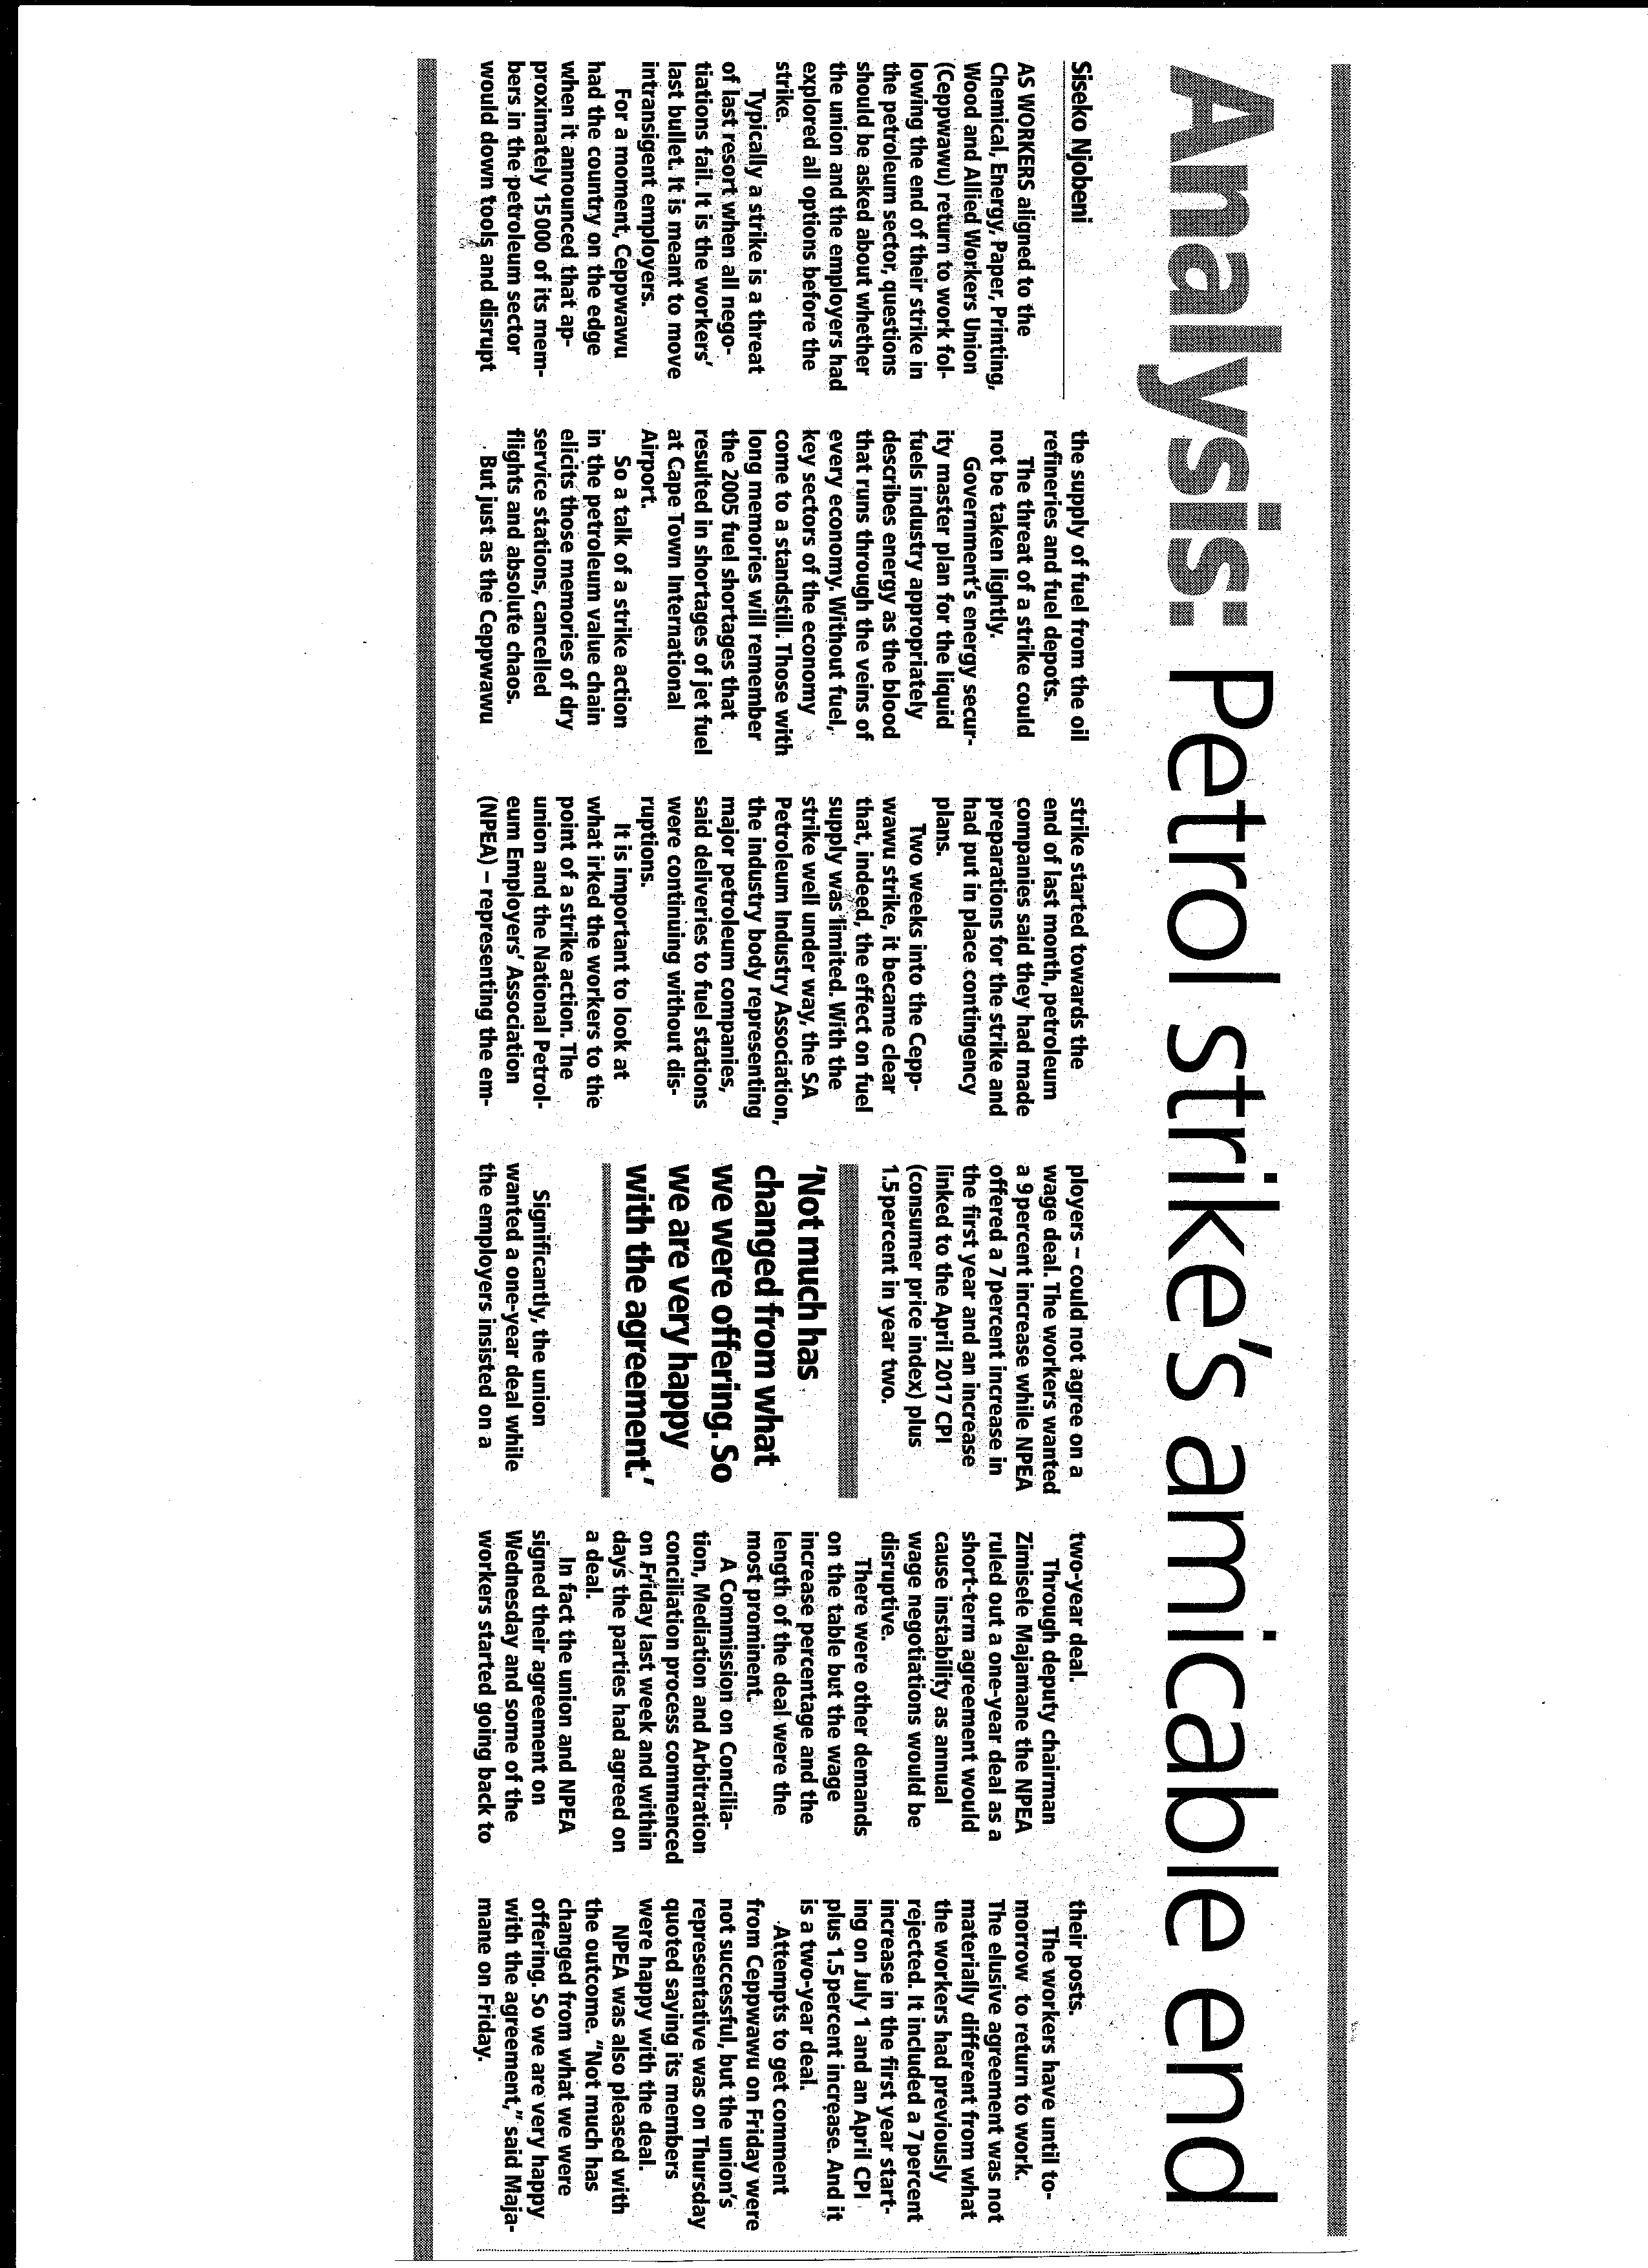 Analysis: Petrol strike's amicable end
Siseko Njobeni
AS WORKERS aligned to the
Chemical, Energy, Paper, Printing,
Wood and Allied Workers Union
(Ceppwawu) return to work fol-
lowing the end of their strike in
the petroleum sector, questions
should be asked about whether
the union and the employers had
explored all options before the
strike.
Typically a strike is a threat
of last resort when all nego-
tiations fail. It is the workers'
last bullet. It is meant to move
intransigent employers.
For a moment, Ceppwawu
had the country on the edge
when it announced that ap-
proximately 15 000 of its mem-
bers in the petroleum sector
would down tools and disrupt
the supply of fuel from the oil
refineries and fuel depots.
The threat of a strike could
not be taken lightly.
Government's energy secur-
ity master plan for the liquid
fuels industry appropriately
describes energy as the blood
that runs through the veins of
every economy. Without fuel,
key sectors of the economy
come to a standstill. Those with
long memories will remember
the 2005 fuel shortages that
resulted in shortages of jet fuel
at Cape Town International
Airport.
So a talk of a strike action
in the petroleum value chain
elicits those memories of dry
service stations, cancelled
flights and absolute chaos.
But just as the Ceppwawu
strike started towards the
end of last month, petroleum
companies said they had made
preparations for the strike and
had put in place contingency
plans.
Two weeks into the Cepp-
wawu strike, it became clear
that, indeed, the effect on fuel
supply was limited. With the
strike well under way, the SA
Petroleum Industry Association,
the industry body representing
major petroleum companies,
said deliveries to fuel stations
were continuing without dis-
ruptions.
It is important to look at
what irked the workers to the
point of a strike action. The
union and the National Petrol-
eum Employers' Association
(NPEA) – representing the em-
ployers – could not agree on a
wage deal. The workers wanted
a 9 percent increase while NPEA
offered a 7 percent increase in
the first year and an increase
linked to the April 2017 CPI
(consumer price index) plus
1.5 percent in year two.
'Not much has
changed from what
we were offering. So
we are very happy
with the agreement.'
Significantly, the union
wanted a one-year deal while
the employers insisted on a
two-year deal.
Through deputy chairman
Zimisele Majamane the NPEA
ruled out a one-year deal as a
short-term agreement would
cause instability as annual
wage negotiations would be
disruptive.
There were other demands
on the table but the wage
increase percentage and the
length of the deal were the
most prominent.
A Commission on Concilia-
tion, Mediation and Arbitration
conciliation process commenced
on Friday last week and within
days the parties had agreed on
a deal.
In fact the union and NPEA
signed their agreement on
Wednesday and some of the
workers started going back to
their posts.
The workers have until to-
morrow to return to work.
The elusive agreement was not
materially different from what
the workers had previously
rejected. It included a 7 percent
increase in the first year start-
ing on July 1 and an April CPI
plus 1.5 percent increase. And it
is a two-year deal.
Attempts to get comment
from Ceppwawu on Friday were
not successful, but the union's
representative was on Thursday
quoted saying its members
were happy with the deal.
NPEA was also pleased with
the outcome. "Not much has
changed from what we were
offering. So we are very happy
with the agreement," said Maja-
mane on Friday.